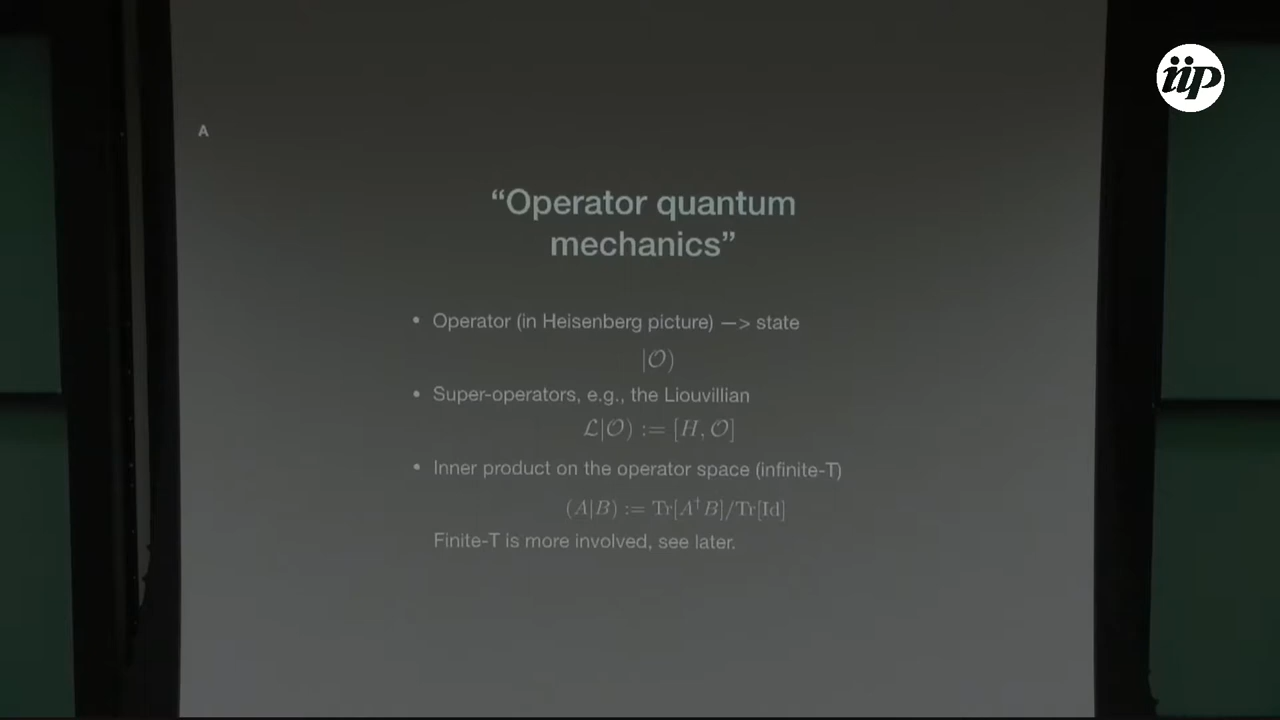 iip
A
“Operator quantum
mechanics”
• Operator (in Heisenberg picture) —> state
|𝒪)
• Super-operators, e.g., the Liouvillian
ℒ|𝒪) := [H, 𝒪]
• Inner product on the operator space (infinite-T)
(A|B) := Tr[A†B]/Tr[Id]
Finite-T is more involved, see later.